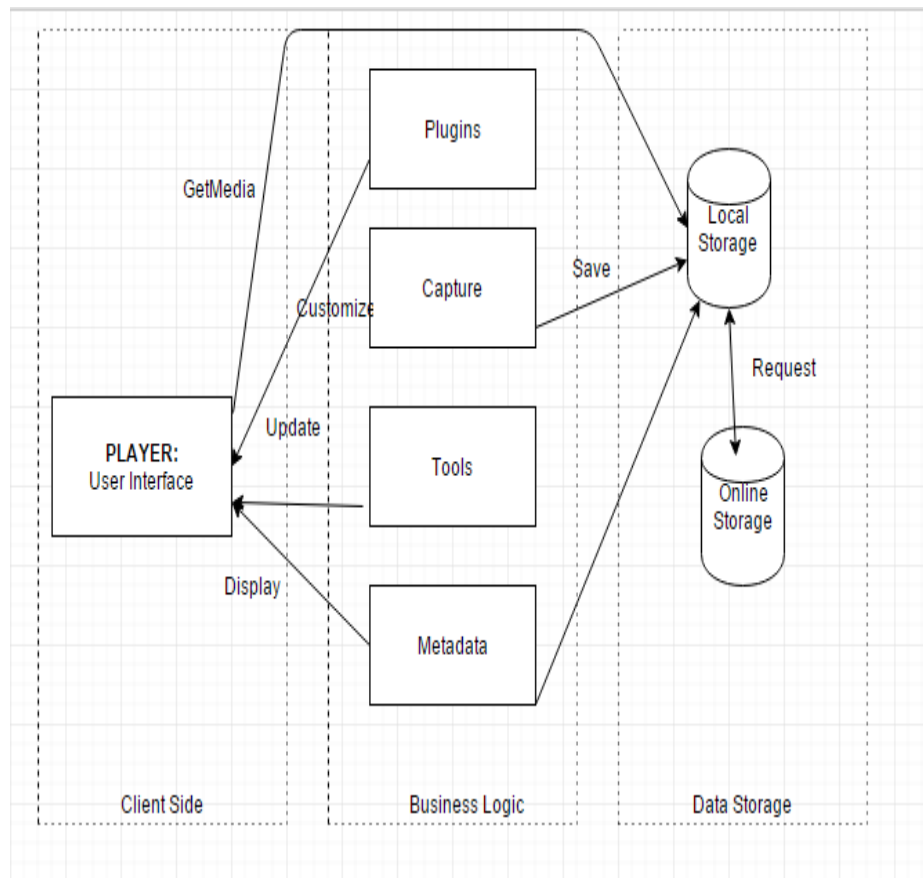 Plugins
GetMedia
Local
Storage
Capture
Save
Customize
Request
Update
PLAYER:
User Interface
Tools
Online
Storage
Display
Metadata
Client Side
Business Logic
Data Storage